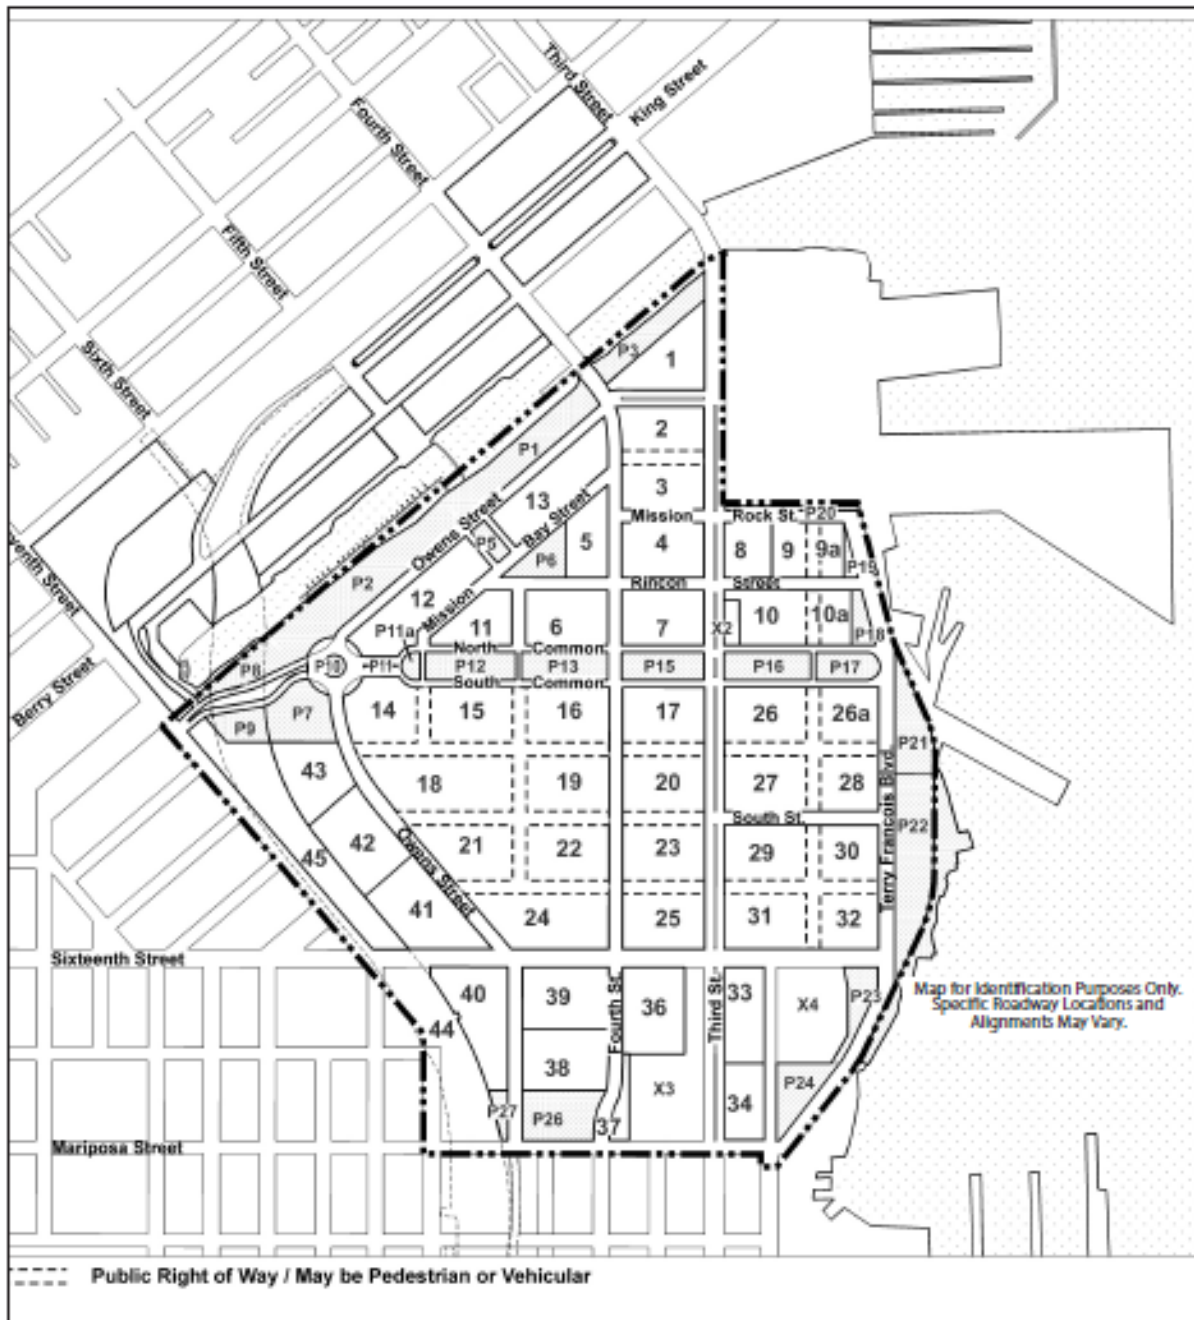 Third Street
King Street
Fourth Street
Fifth Street
Sixth Street
venth Street
Berry Street
P3
1
2
P1
3
13
Mission
Rock St.
P20
Owens Street
P5
Bay Street
P6
5
4
8
9
9a
P19
P2
Rincon
Street
12
Mission
P11a
11
6
7
X2
10
10a
P18
North
Common
P8
P10
P11
P12
P13
P15
P16
P17
South
Common
P9
P7
14
15
16
17
26
26a
P21
43
18
19
20
27
28
Terry Francois Blvd.
South St.
P22
45
42
Owens Street
21
22
23
29
30
41
24
25
31
32
Sixteenth Street
40
39
Fourth St.
36
Third St.
33
X4
P23
Map for Identification Purposes Only.
Specific Roadway Locations and
Alignments May Vary.
44
38
X3
P24
P27
P26
37
34
Mariposa Street
Public Right of Way / May be Pedestrian or Vehicular